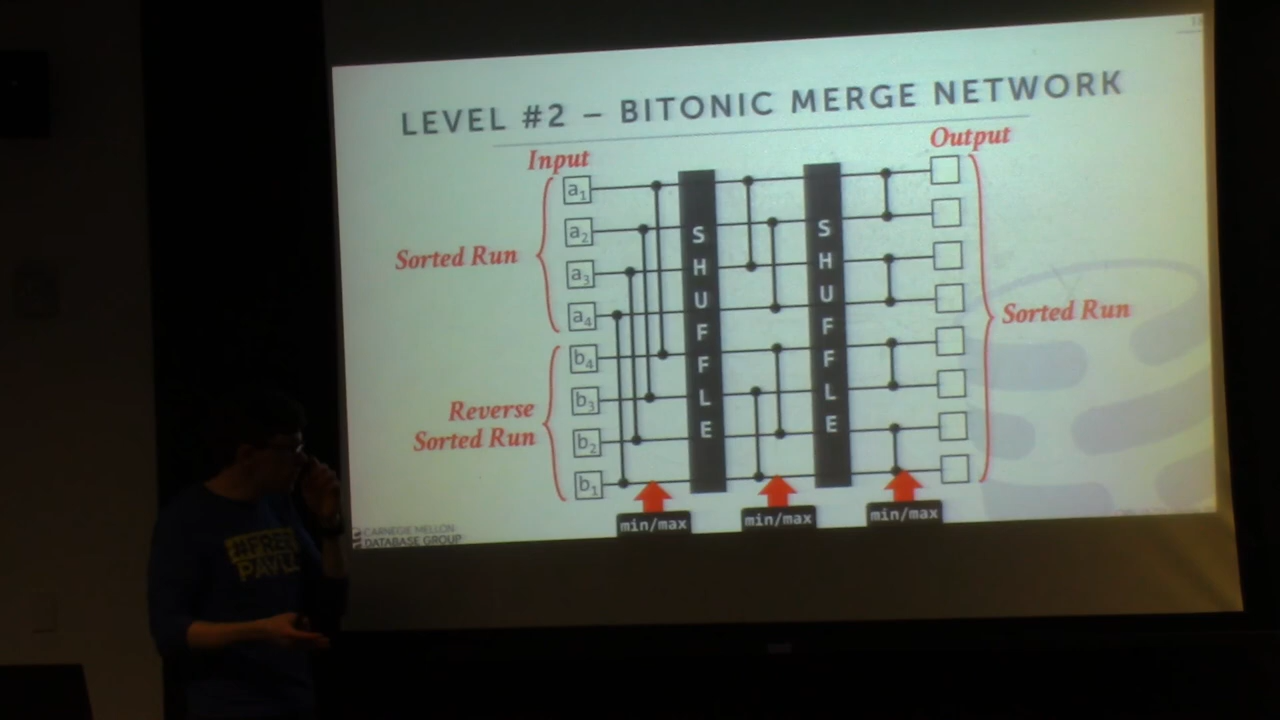 LEVEL #2 – BITONIC MERGE NETWORK
Input
Output
a1
a2
a3
a4
b4
b3
b2
b1
Sorted Run
Reverse
Sorted Run
SHUFFLE
SHUFFLE
Sorted Run
min/max
min/max
min/max
CARNEGIE MELLON
DATABASE GROUP